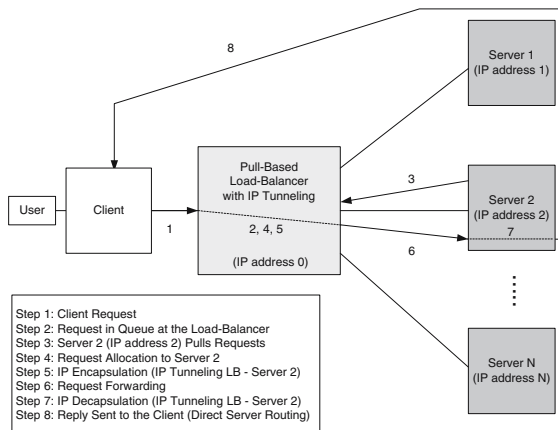 8
Server 1
(IP address 1)
Pull-Based
Load-Balancer
with IP Tunneling
3
Server 2
(IP address 2)
7
User
Client
1
2, 4, 5
6
(IP address 0)
Step 1: Client Request
Step 2: Request in Queue at the Load-Balancer
Step 3: Server 2 (IP address 2) Pulls Requests
Step 4: Request Allocation to Server 2
Step 5: IP Encapsulation (IP Tunneling LB - Server 2)
Step 6: Request Forwarding
Step 7: IP Decapsulation (IP Tunneling LB - Server 2)
Step 8: Reply Sent to the Client (Direct Server Routing)
Server N
(IP address N)